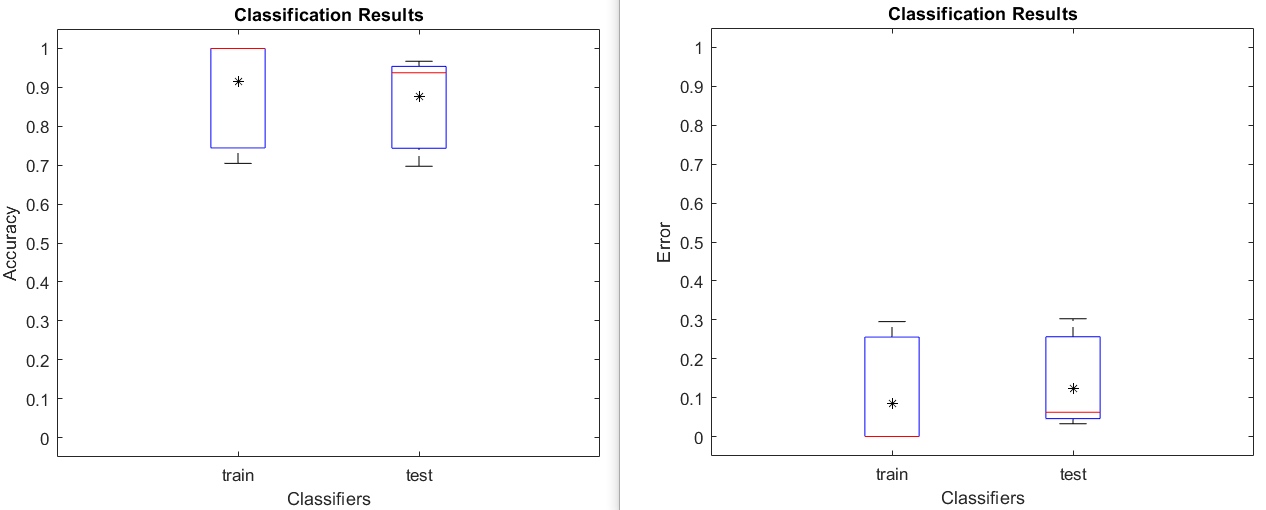 Classification Results
1
0.9
0.8
0.7
0.6
0.5
0.4
0.3
0.2
0.1
0
Accuracy
train test
Classifiers
Classification Results
1
0.9
0.8
0.7
0.6
0.5
0.4
0.3
0.2
0.1
0
Error
train test
Classifiers